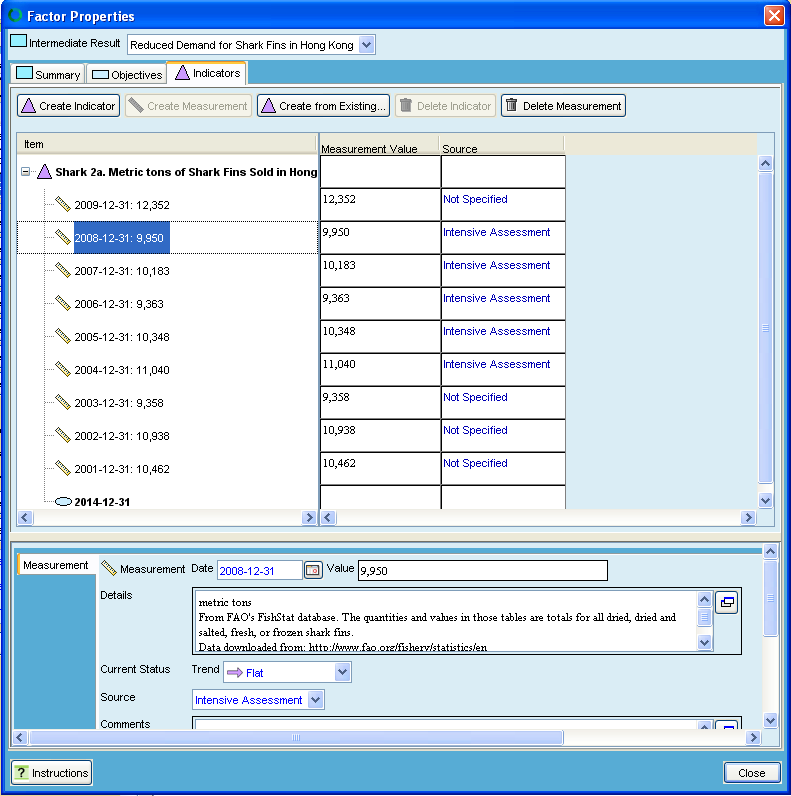 Factor Properties
Intermediate Result Reduced Demand for Shark Fins in Hong Kong
Summary Objectives Indicators
Create Indicator Create Measurement Create from Existing... Delete Indicator Delete Measurement
Item Measurement Value Source
Shark 2a. Metric tons of Shark Fins Sold in Hong
2009-12-31: 12,352 12,352 Not Specified
2008-12-31: 9,950 9,950 Intensive Assessment
2007-12-31: 10,183 10,183 Intensive Assessment
2006-12-31: 9,363 9,363 Intensive Assessment
2005-12-31: 10,348 10,348 Intensive Assessment
2004-12-31: 11,040 11,040 Intensive Assessment
2003-12-31: 9,358 9,358 Not Specified
2002-12-31: 10,938 10,938 Not Specified
2001-12-31: 10,462 10,462 Not Specified
2014-12-31
Measurement Measurement Date 2008-12-31 Value 9,950
Details metric tons
From FAO's FishStat database. The quantities and values in those tables are totals for all dried, dried and
salted, fresh, or frozen shark fins.
Data downloaded from: http://www.fao.org/fishery/statistics/en
Current Status Trend Flat
Source Intensive Assessment
Comments
? Instructions Close